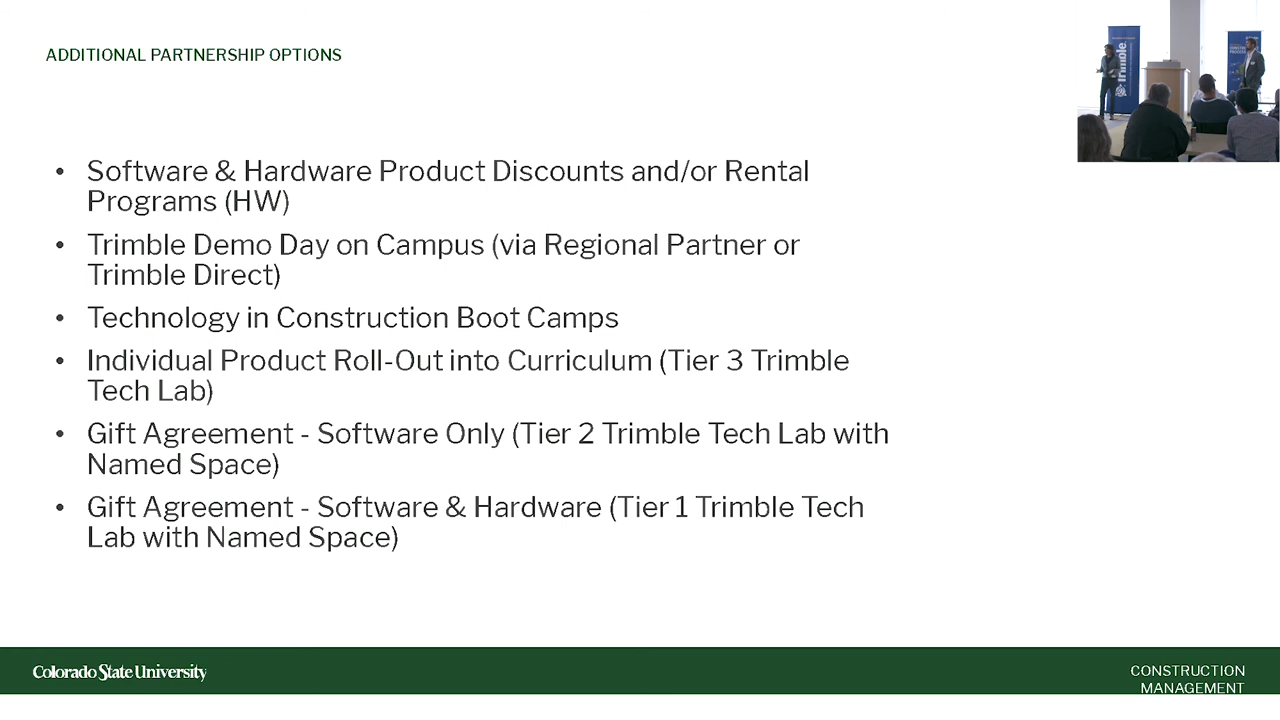 ADDITIONAL PARTNERSHIP OPTIONS
Trimble
• Software & Hardware Product Discounts and/or Rental
Programs (HW)
• Trimble Demo Day on Campus (via Regional Partner or
Trimble Direct)
• Technology in Construction Boot Camps
• Individual Product Roll-Out into Curriculum (Tier 3 Trimble
Tech Lab)
• Gift Agreement - Software Only (Tier 2 Trimble Tech Lab with
Named Space)
• Gift Agreement - Software & Hardware (Tier 1 Trimble Tech
Lab with Named Space)
Colorado State University
CONSTRUCTION
MANAGEMENT